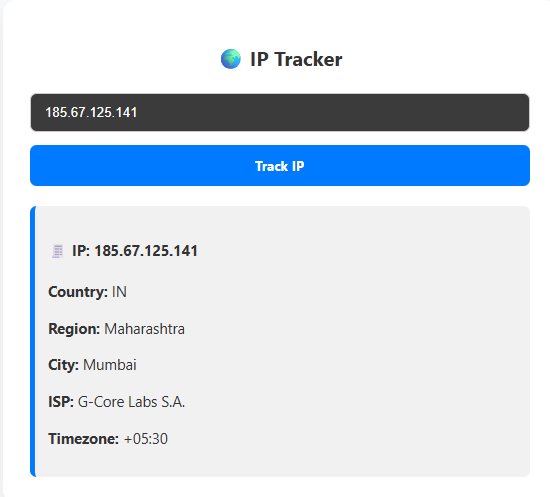 IP Tracker
185.67.125.141
Track IP
IP: 185.67.125.141
Country: IN
Region: Maharashtra
City: Mumbai
ISP: G-Core Labs S.A.
Timezone: +05:30